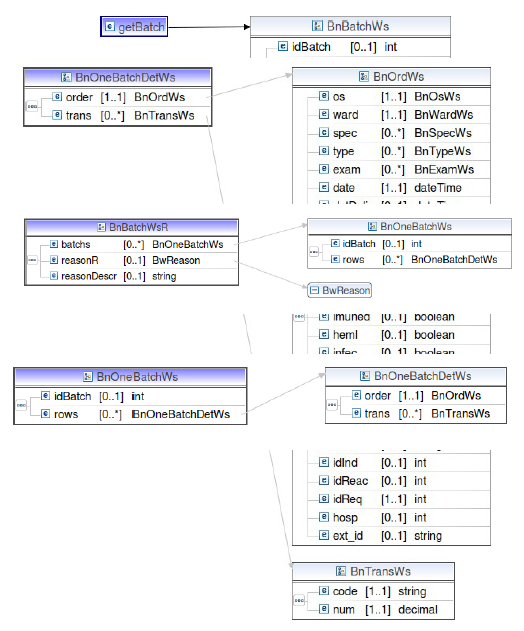 getBatch
BnBatchWs
idBatch [0..1] int
BnOneBatchDetWs
order [1..1] BnOrdWs
trans [0..*] BnTransWs
BnOrdWs
os [1..1] BnOsWs
ward [1..1] BnWardWs
spec [0..*] BnSpecWs
type [0..*] BnTypeWs
exam [0..*] BnExamWs
date [1..1] dateTime
BnBatchWsR
batchs [0..*] BnOneBatchWs
reasonR [0..1] BwReason
reasonDescr [0..1] string
BnOneBatchWs
idBatch [0..1] int
rows [0..*] BnOneBatchDetWs
BwReason
imuned [0..1] boolean
heml [0..1] boolean
infec [0..1] boolean
BnOneBatchWs
idBatch [0..1] int
rows [0..*] BnOneBatchDetWs
BnOneBatchDetWs
order [1..1] BnOrdWs
trans [0..*] BnTransWs
idInd [0..1] int
idReac [0..1] int
idReq [1..1] int
hosp [0..1] int
ext_id [0..1] string
BnTransWs
code [1..1] string
num [1..1] decimal